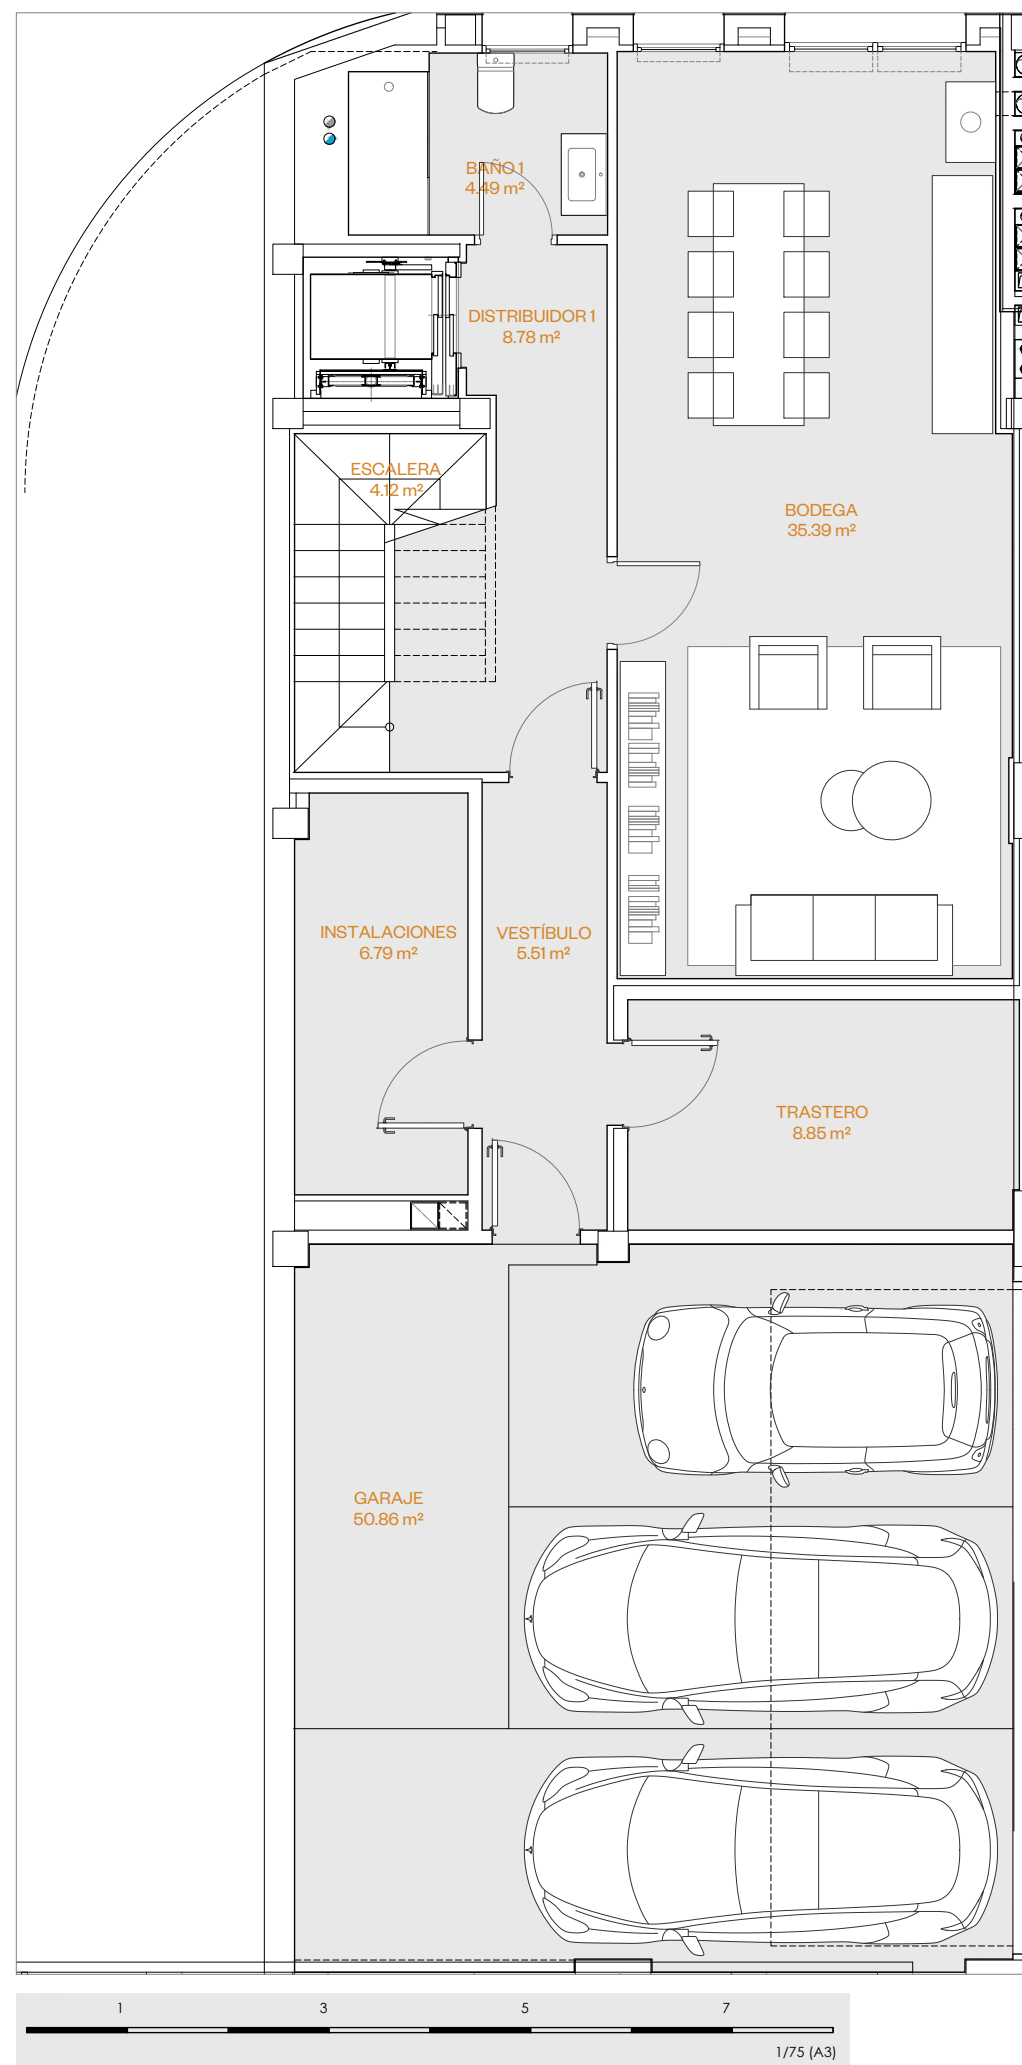 BAÑO 1
4.49 m²
DISTRIBUIDOR 1
8.78 m²
ESCALERA
4.12 m²
BODEGA
35.39 m²
INSTALACIONES
6.79 m²
VESTÍBULO
5.51 m²
TRASTERO
8.85 m²
GARAJE
50.86 m²
1 3 5 7
1/75 (A3)